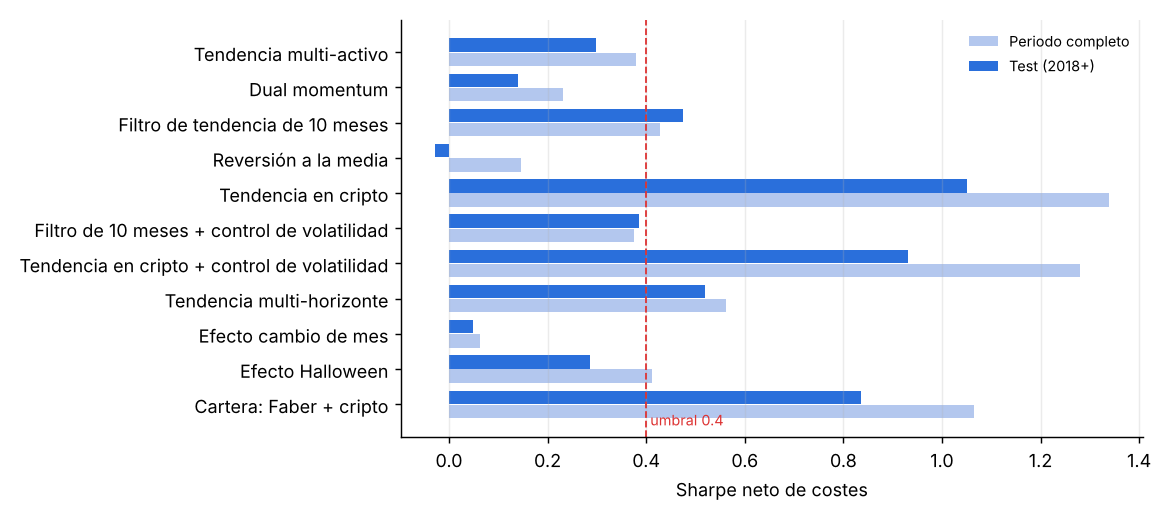 Periodo completo
Test (2018+)
Tendencia multi-activo
Dual momentum
Filtro de tendencia de 10 meses
Reversión a la media
Tendencia en cripto
Filtro de 10 meses + control de volatilidad
Tendencia en cripto + control de volatilidad
Tendencia multi-horizonte
Efecto cambio de mes
Efecto Halloween
Cartera: Faber + cripto
umbral 0.4
0.0 0.2 0.4 0.6 0.8 1.0 1.2 1.4
Sharpe neto de costes